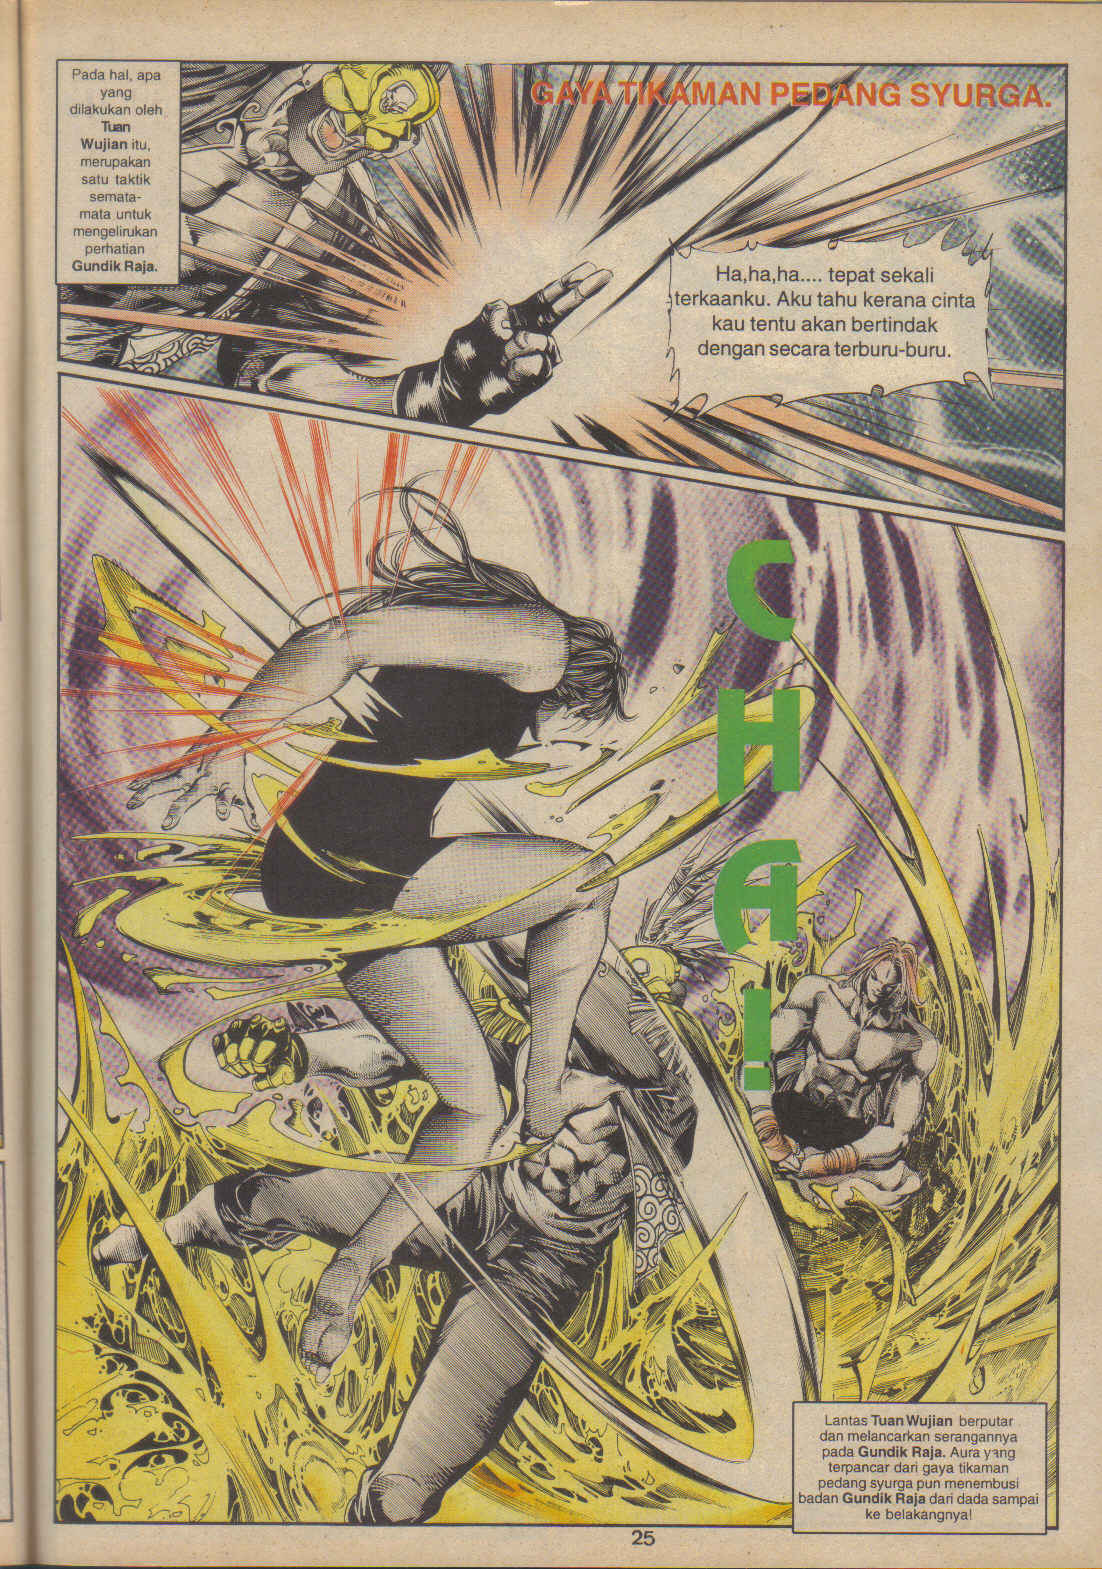 Pada hal, apa
yang
dilakukan oleh
Tuan
Wujian itu,
merupakan
satu taktik
semata-
mata untuk
mengelirukan
perhatian
Gundik Raja.
GAYA TIKAMAN PEDANG SYURGA.
Ha,ha,ha.... tepat sekali
terkaanku. Aku tahu kerana cinta
kau tentu akan bertindak
dengan secara terburu-buru.
C
H
A
!
Lantas Tuan Wujian berputar
dan melancarkan serangannya
pada Gundik Raja. Aura yang
terpancar dari gaya tikaman
pedang syurga pun menembusi
badan Gundik Raja dari dada sampai
ke belakangnya!
25